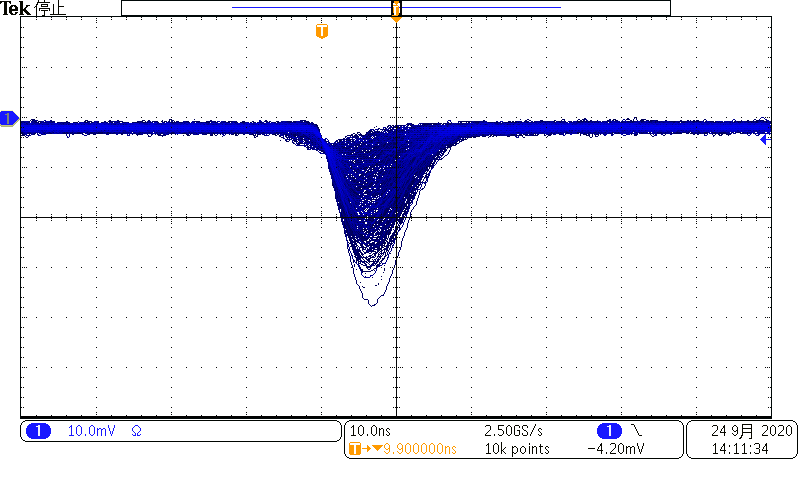 Tek 停止
T
T
1
1 10.0mV Ω
10.0ns 2.50GS/s 1
T→▼9.900000ns 10k points −4.20mV
24 9月 2020
14:11:34